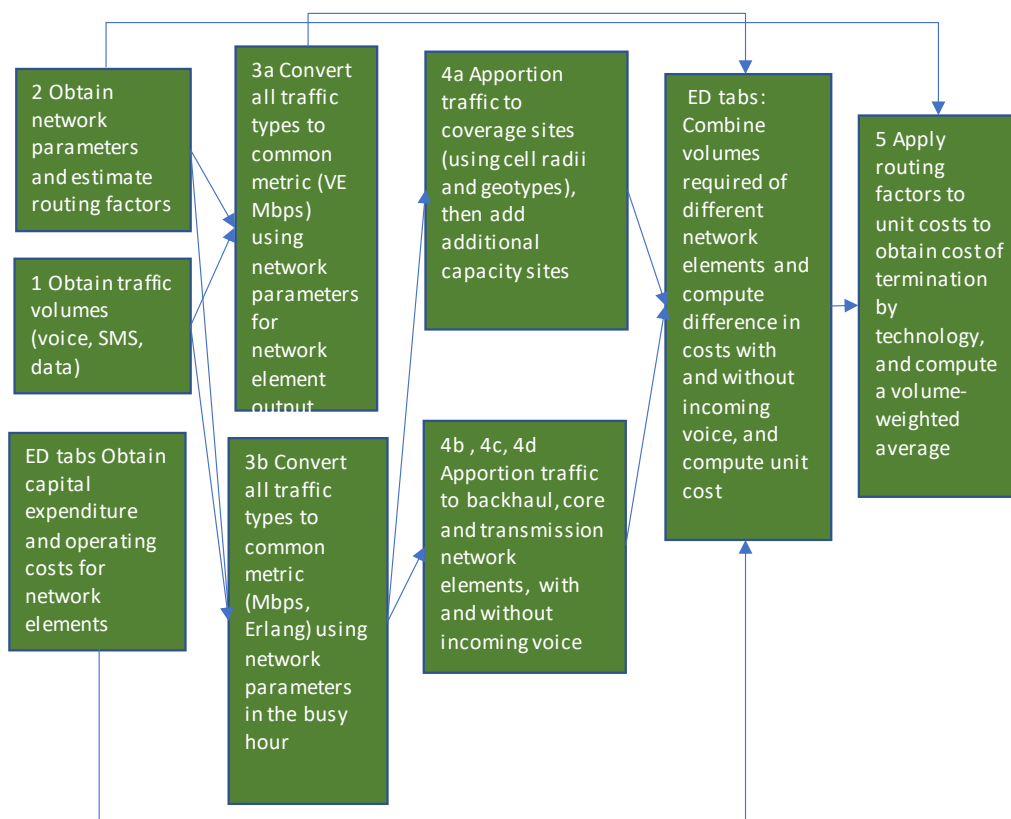 2 Obtain
network
parameters
and estimate
routing factors
1 Obtain traffic
volumes
(voice, SMS,
data)
ED tabs Obtain
capital
expenditure
and operating
costs for
network
elements
3a Convert
all traffic
types to
common
metric (VE
Mbps)
using
network
parameters
for
network
element
output
3b Convert
all traffic
types to
common
metric
(Mbps,
Erlang) using
network
parameters
in the busy
hour
4a Apportion
traffic to
coverage sites
(using cell radii
and geotypes),
then add
additional
capacity sites
4b , 4c, 4d
Apportion traffic
to backhaul, core
and transmission
network
elements, with
and without
incoming voice
ED tabs:
Combine
volumes
required of
different
network
elements and
compute
difference in
costs with
and without
incoming
voice, and
compute unit
cost
5 Apply
routing
factors to
unit costs to
obtain cost of
termination
by
technology,
and compute
a volume-
weighted
average